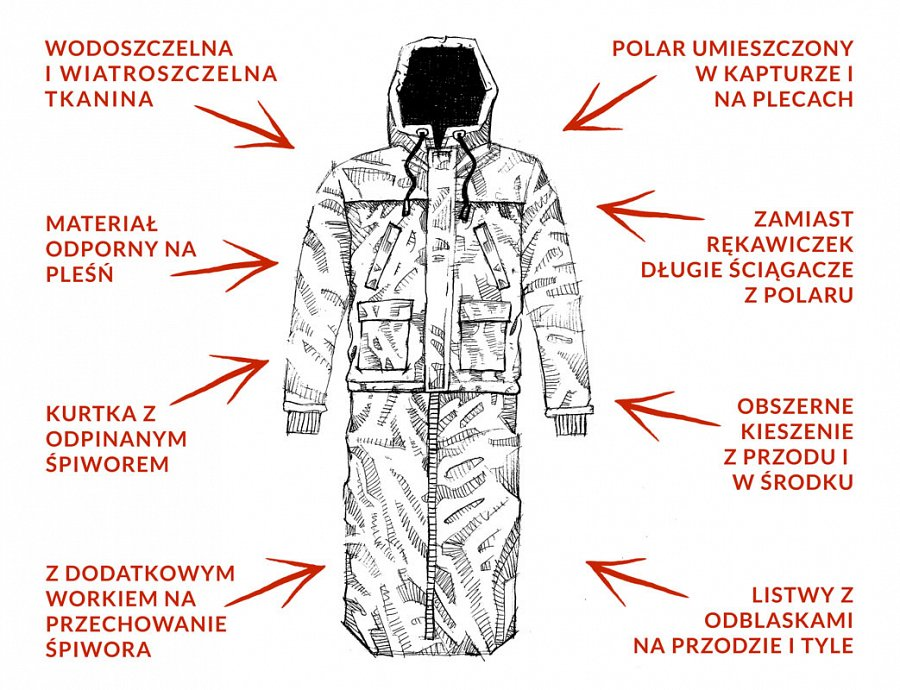 WODOSZCZELNA
I WIATROSZCZELNA
TKANINA
POLAR UMIESZCZONY
W KAPTURZE I
NA PLECACH
MATERIAŁ
ODPORNY NA
PLEŚŃ
ZAMIAST
RĘKAWICZEK
DŁUGIE ŚCIĄGACZE
Z POLARU
KURTKA Z
ODPINANYM
ŚPIWOREM
OBSZERNE
KIESZENIE
Z PRZODU I
W ŚRODKU
Z DODATKOWYM
WORKIEM NA
PRZECHOWANIE
ŚPIWORA
LISTWY Z
ODBLASKAMI
NA PRZODZIE I TYLE